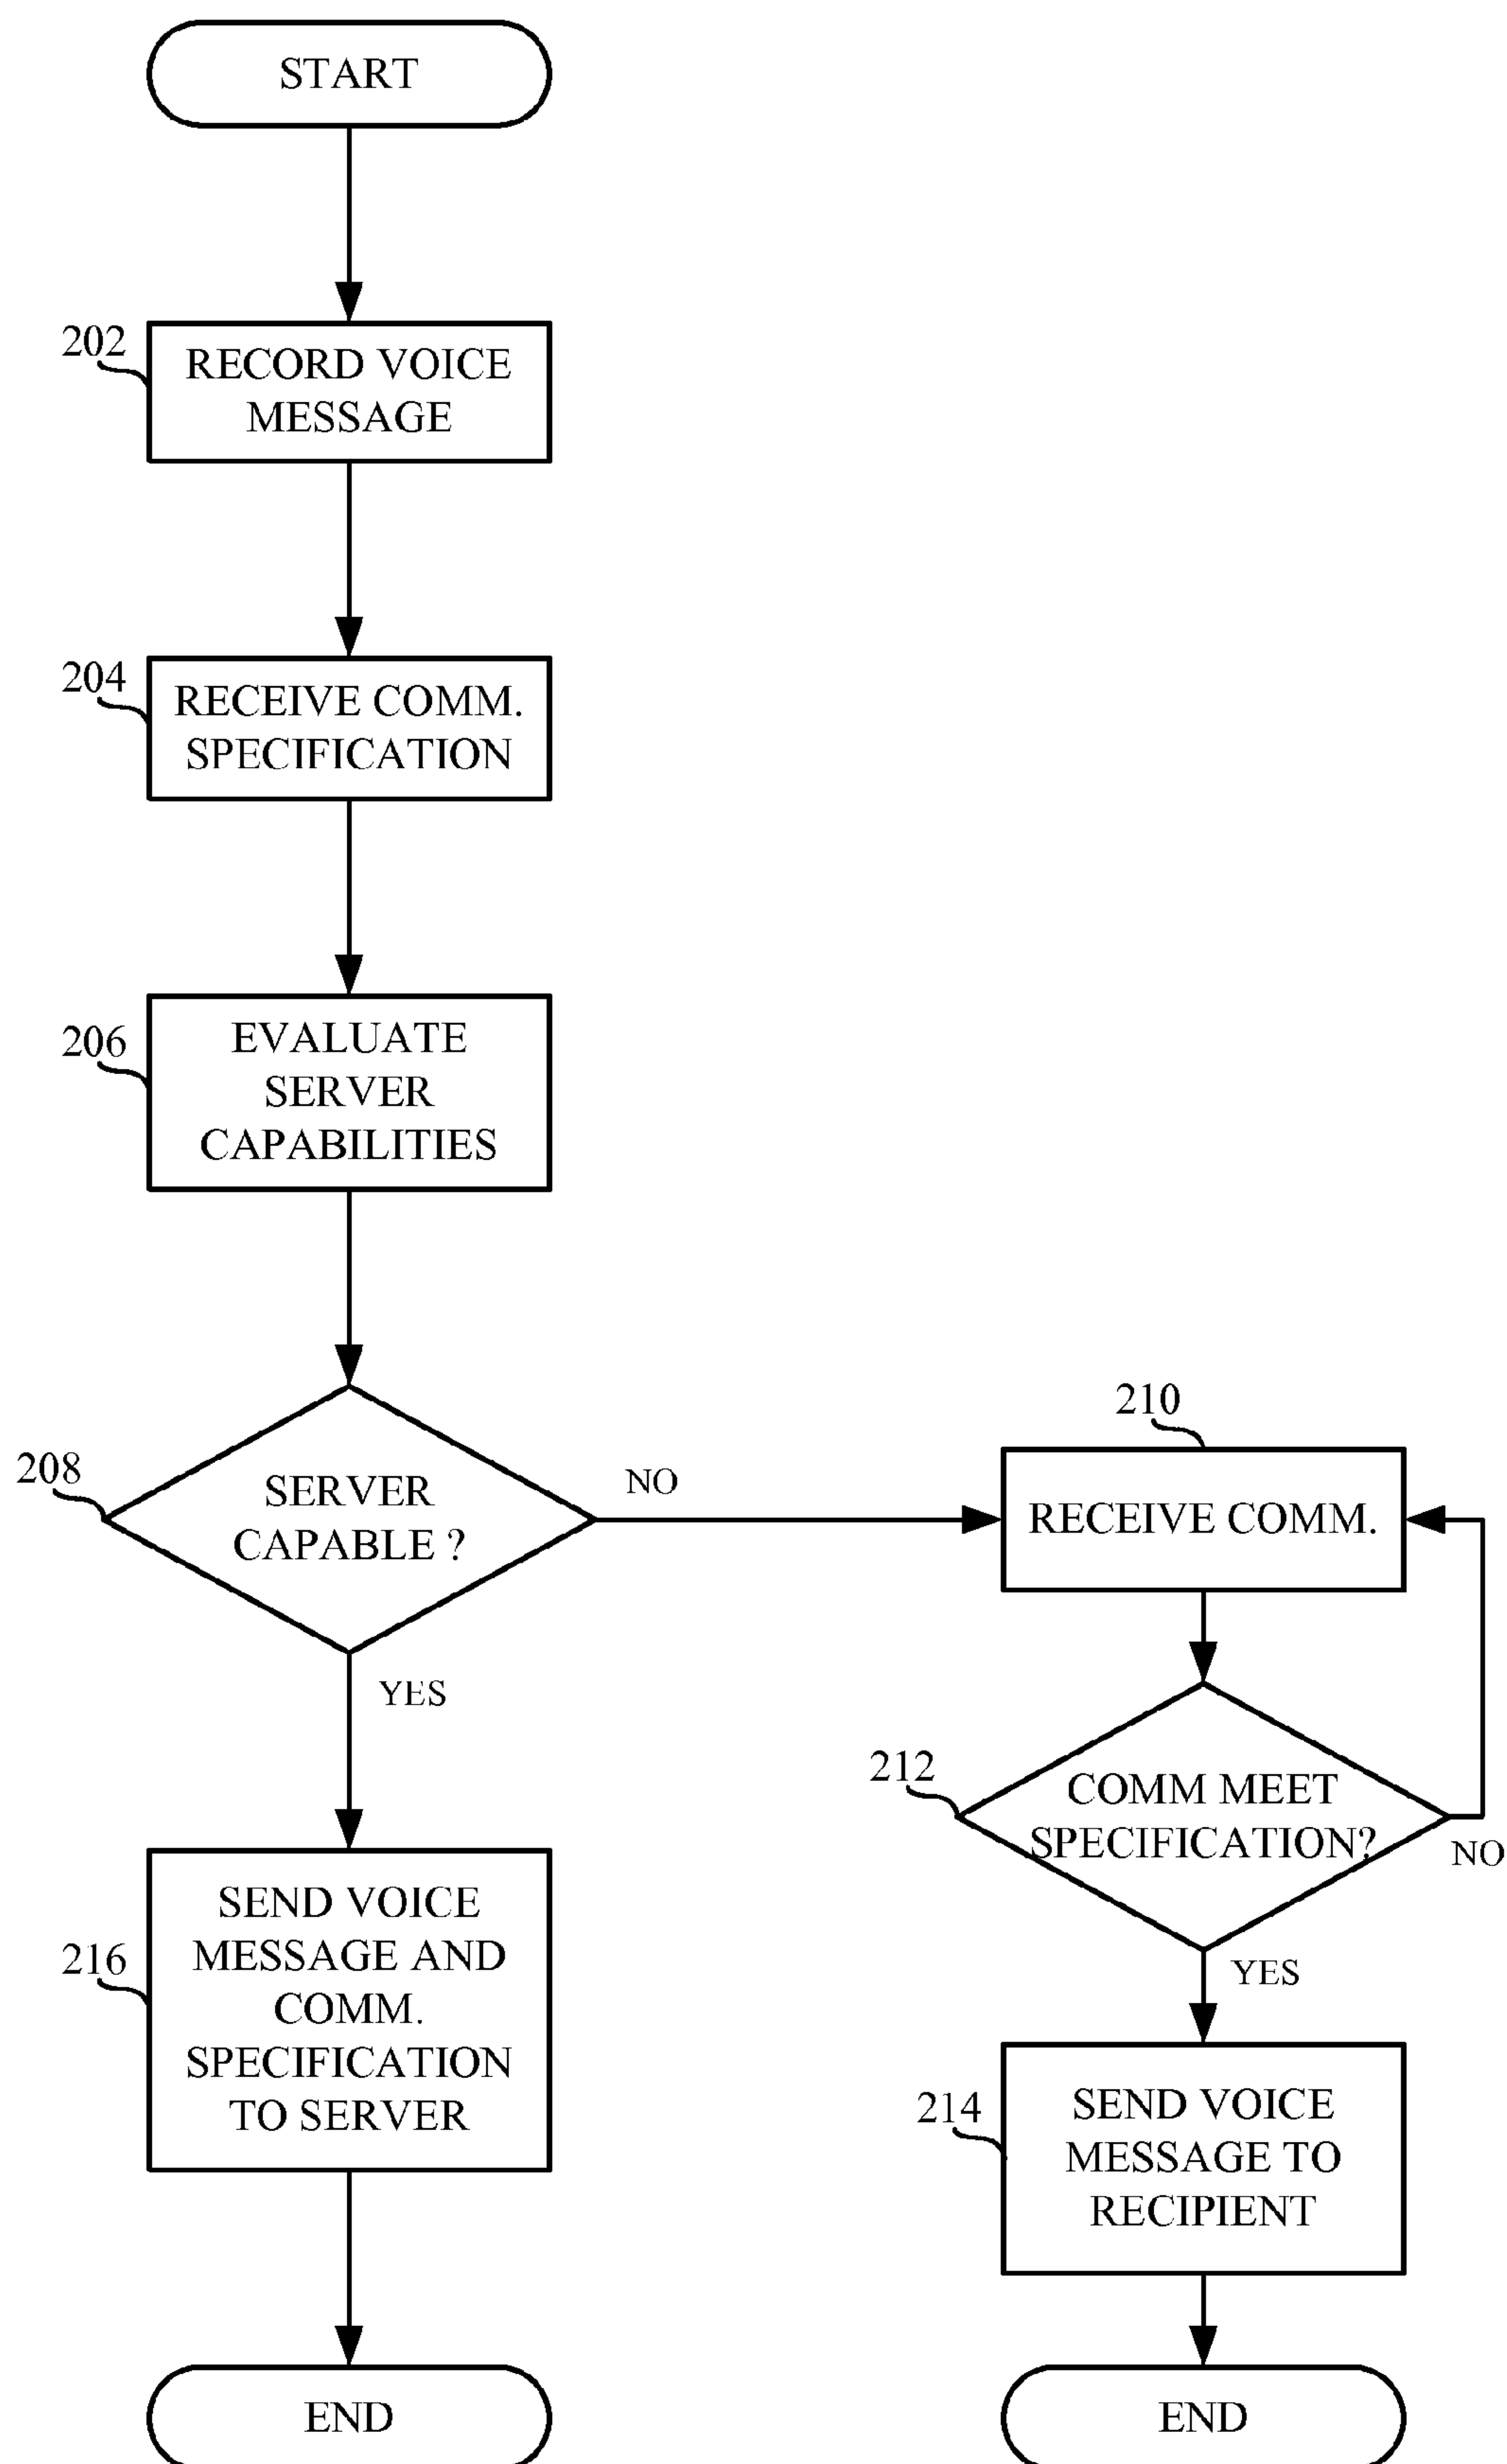 START
202
RECORD VOICE
MESSAGE
204
RECEIVE COMM.
SPECIFICATION
206
EVALUATE
SERVER
CAPABILITIES
208
SERVER
CAPABLE ?
NO
YES
210
RECEIVE COMM.
212
COMM MEET
SPECIFICATION?
NO
YES
216
SEND VOICE
MESSAGE AND
COMM.
SPECIFICATION
TO SERVER
214
SEND VOICE
MESSAGE TO
RECIPIENT
END
END